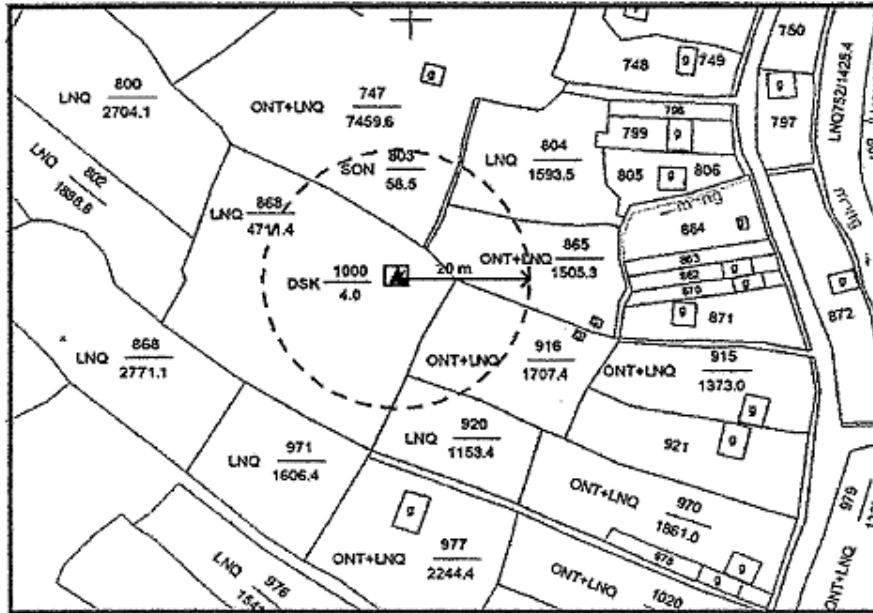 750
748
749
g
g
LNQ 800
2704.1
ONT+LNQ 747
7459.6
LNQ752/1425.4
797
796
799
g
LNQ 802
LNQ 804
1593.5
SON 803
58.5
805
g
806
LNQ 868
4711.4
864
ONT+LNQ 865
1505.3
863
862
g
870
g
DSK 1000
4.0
20 m
g
871
872
LNQ 868
2771.1
ONT+LNQ 916
1707.4
ONT+LNQ 915
1373.0
g
g
921
LNQ 920
1153.4
LNQ 971
1606.4
ONT+LNQ 970
1861.0
979
g
ONT+LNQ 977
2244.4
978
g
g
LNQ 976
ONT+LNQ
1020
ONT+LNQ